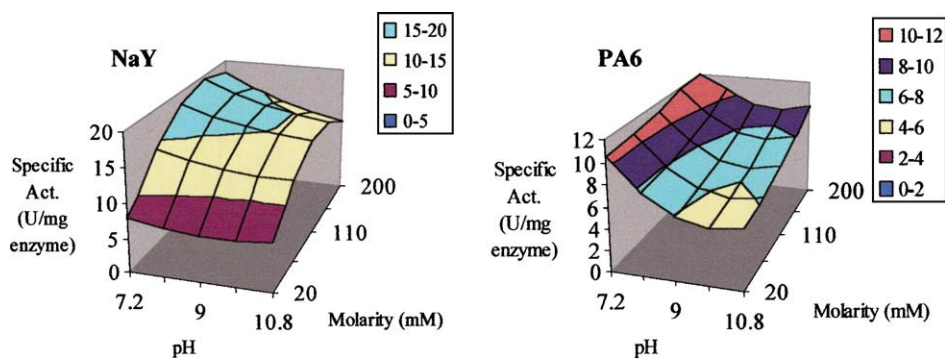 NaY
15-20
10-15
5-10
0-5
Specific
Act.
(U/mg
enzyme)
20
15
10
5
0
7.2
9
10.8
pH
20
110
200
Molarity (mM)
PA6
10-12
8-10
6-8
4-6
2-4
0-2
Specific
Act.
(U/mg
enzyme)
12
10
8
6
4
2
0
7.2
9
10.8
pH
20
110
200
Molarity (mM)